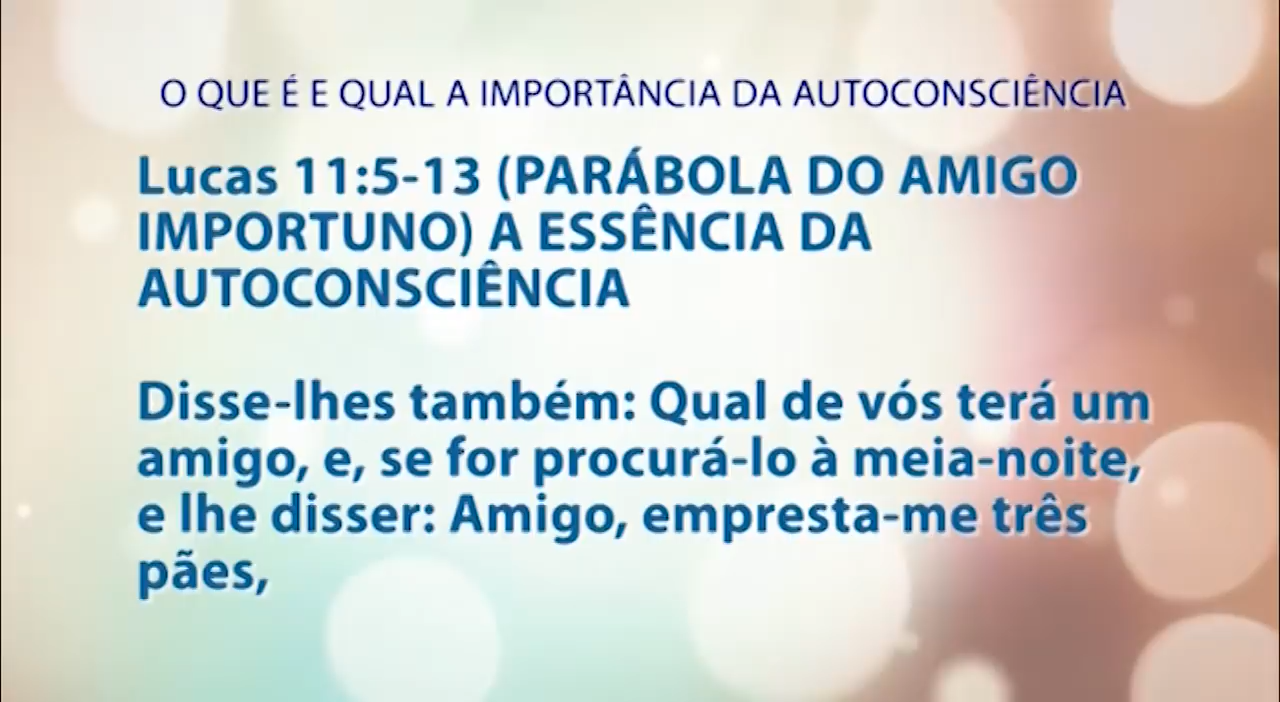 O QUE É E QUAL A IMPORTÂNCIA DA AUTOCONSCIÊNCIA
Lucas 11:5-13 (PARÁBOLA DO AMIGO
IMPORTUNO) A ESSÊNCIA DA
AUTOCONSCIÊNCIA
Disse-lhes também: Qual de vós terá um
amigo, e, se for procurá-lo à meia-noite,
e lhe disser: Amigo, empresta-me três
pães,